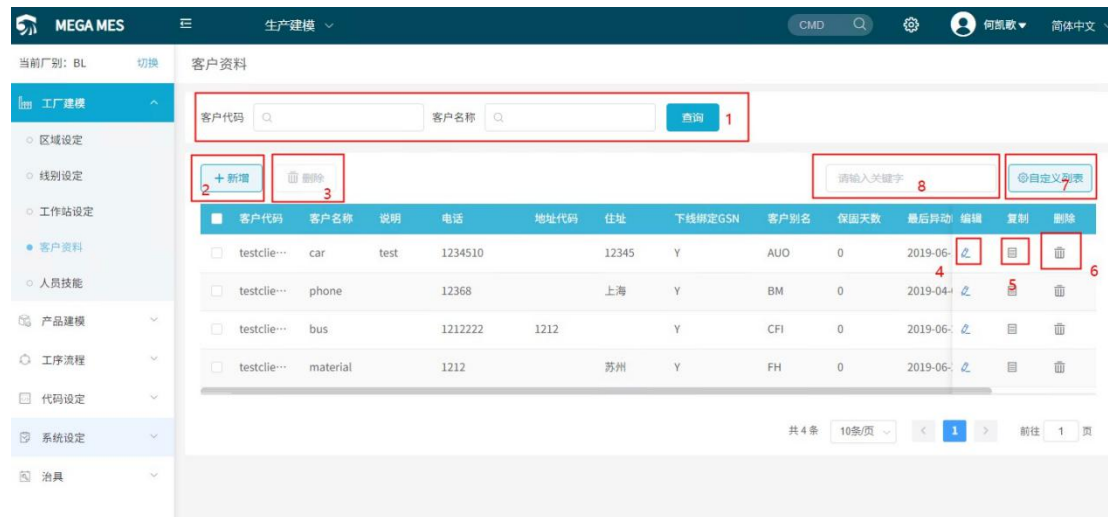 MEGA MES 生产建模 CMD 何凯歌 简体中文
当前厂别：BL 切换 客户资料
工厂建模
客户代码 客户名称 查询 1
区域设定
线别设定
+新增 2 删除 3 请输入关键字 8 自定义列表 7
工作站设定
客户代码 客户名称 说明 电话 地址代码 住址 下线绑定GSN 客户别名 保固天数 最后异动 编辑 复制 删除
客户资料
testclie… car test 1234510 12345 Y AUO 0 2019-06- 4 5 6
人员技能
testclie… phone 12368 上海 Y BM 0 2019-04-
产品建模
testclie… bus 1212222 1212 Y CFI 0 2019-06-
工序流程
testclie… material 1212 苏州 Y FH 0 2019-06-
代码设定
系统设定
共 4 条 10条/页 < 1 > 前往 1 页
治具